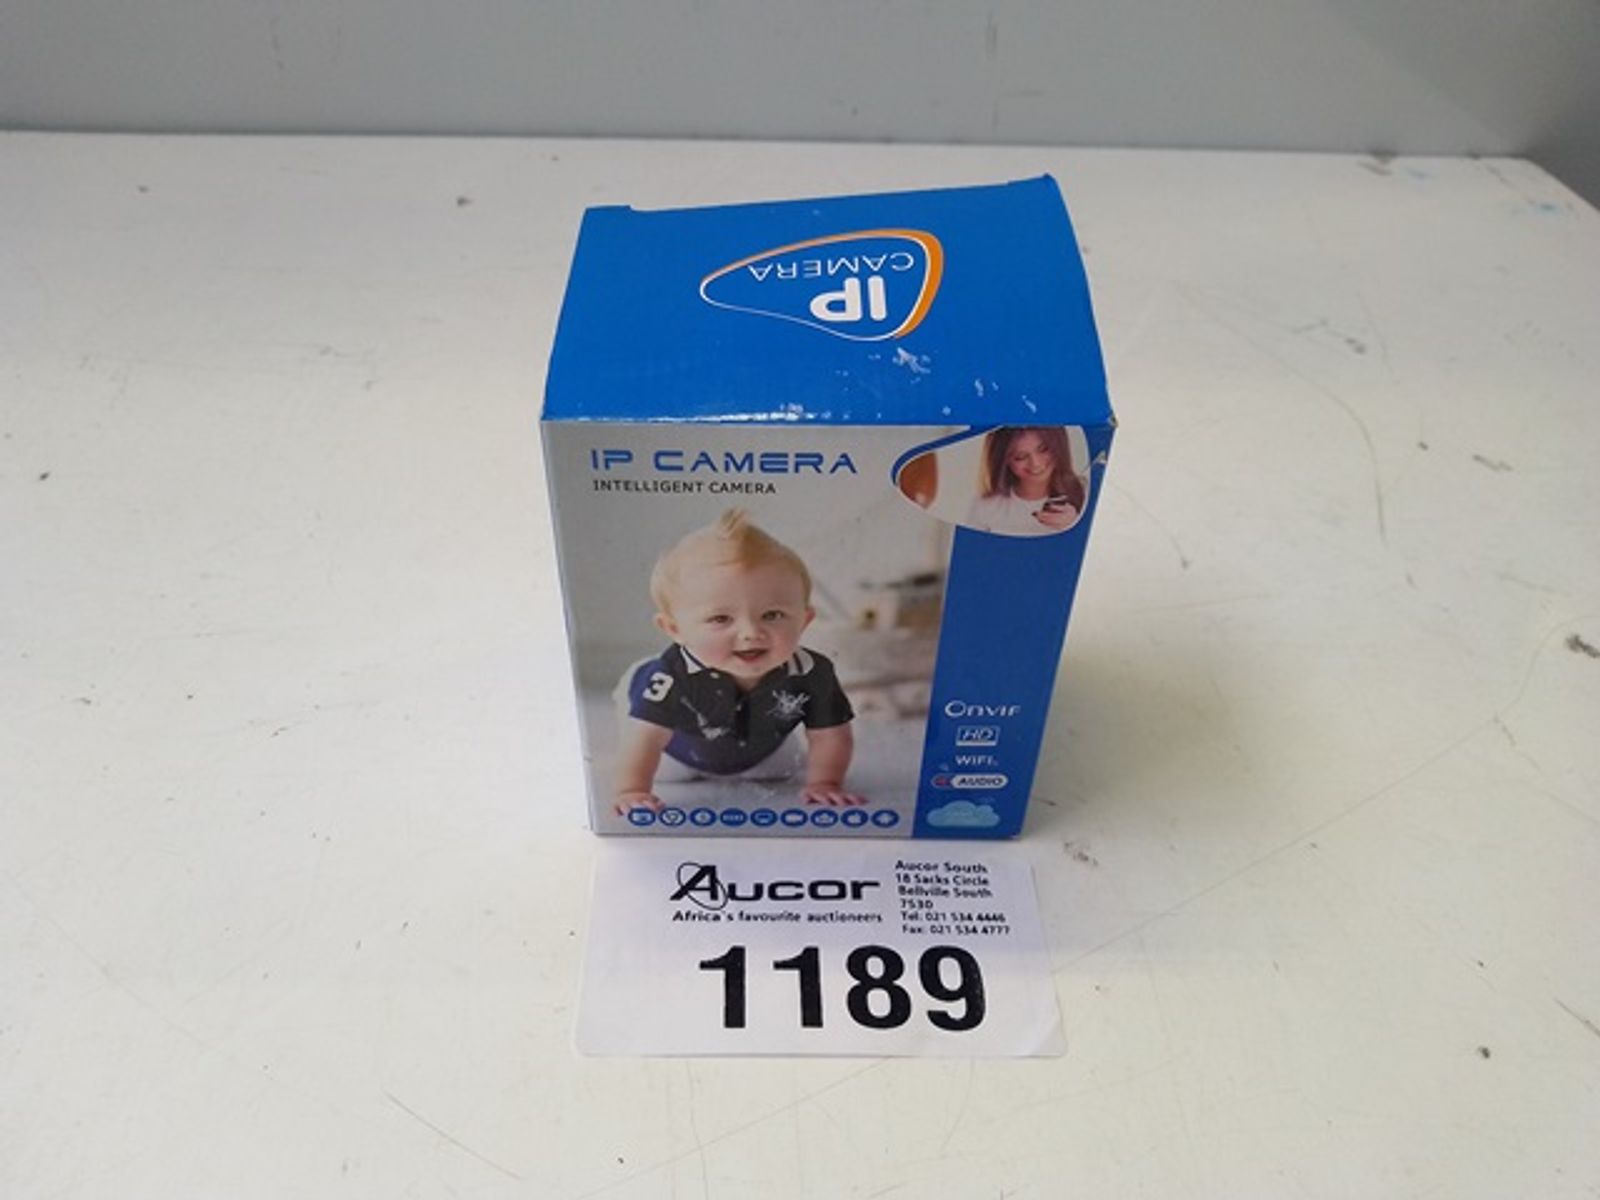 IP
CAMERA
IP CAMERA
INTELLIGENT CAMERA
3
Onvif
HD
WiFi
AUDIO
Aucor
Africa's favourite auctioneers
Aucor South
18 Sacks Circle
Bellville South
7530
Tel: 021 534 4446
Fax: 021 534 4777
1189